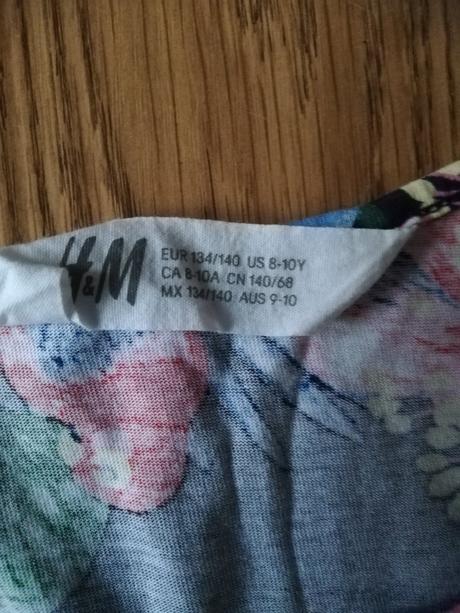 H&M
EUR 134/140 US 8-10Y
CA 8-10A CN 140/68
MX 134/140 AUS 9-10